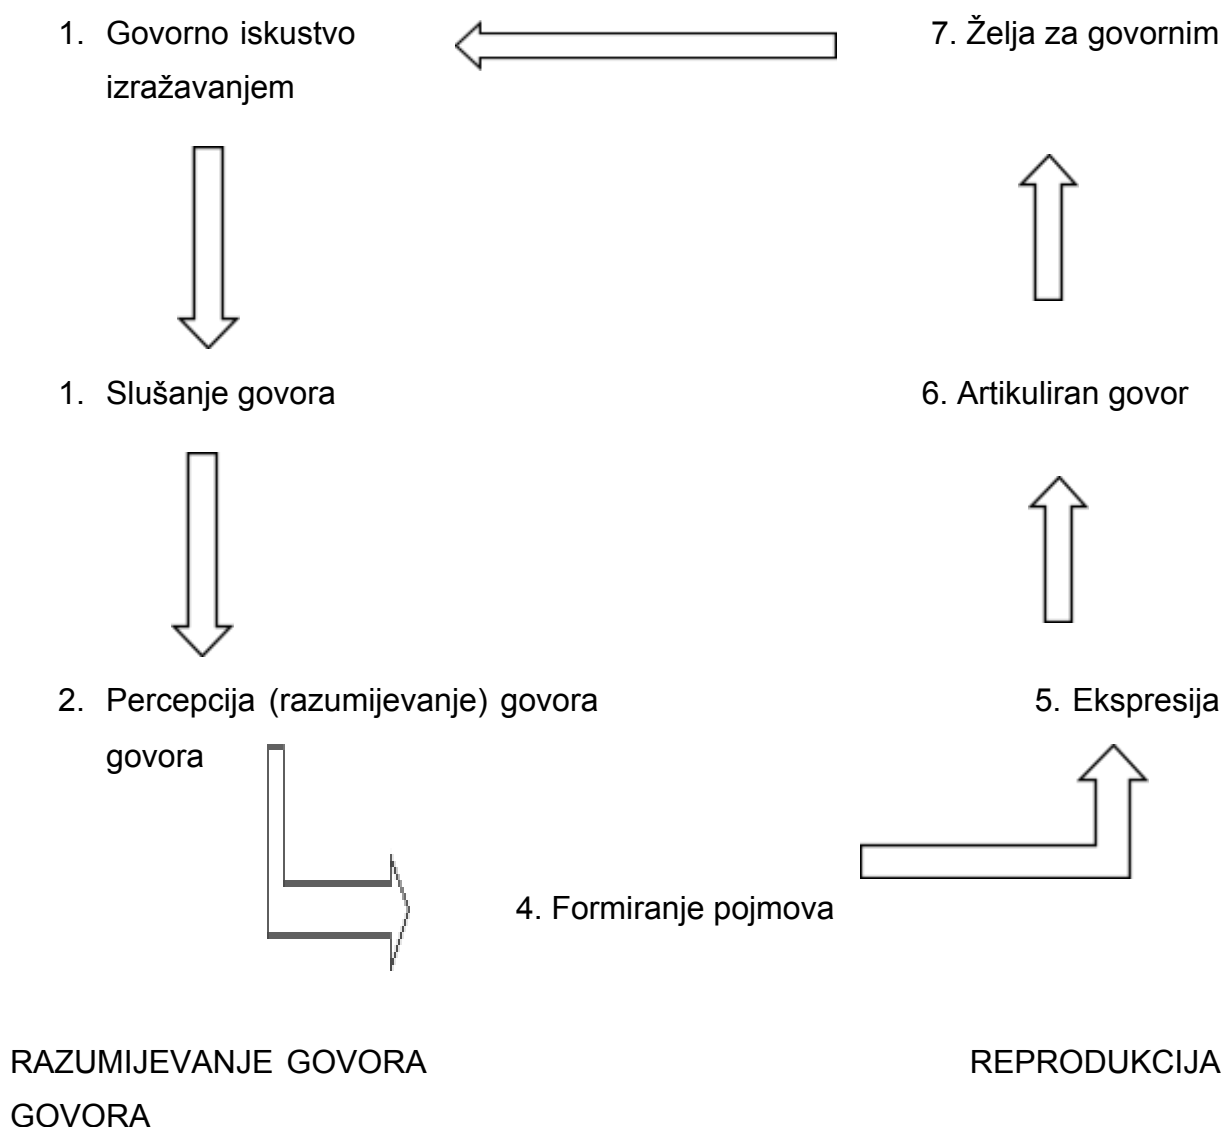 1. Govorno iskustvo 7. Želja za govornim
izražavanjem
1. Slušanje govora 6. Artikuliran govor
2. Percepcija (razumijevanje) govora 5. Ekspresija
govora
4. Formiranje pojmova
RAZUMIJEVANJE GOVORA REPRODUKCIJA
GOVORA